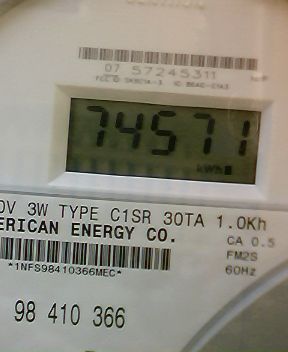 07 57245311
74571
kWh
0V 3W TYPE C1SR 30TA 1.0Kh
ERICAN ENERGY CO.
CA 0.5
FM2S
60Hz
*1NFS98410366MEC*
98 410 366